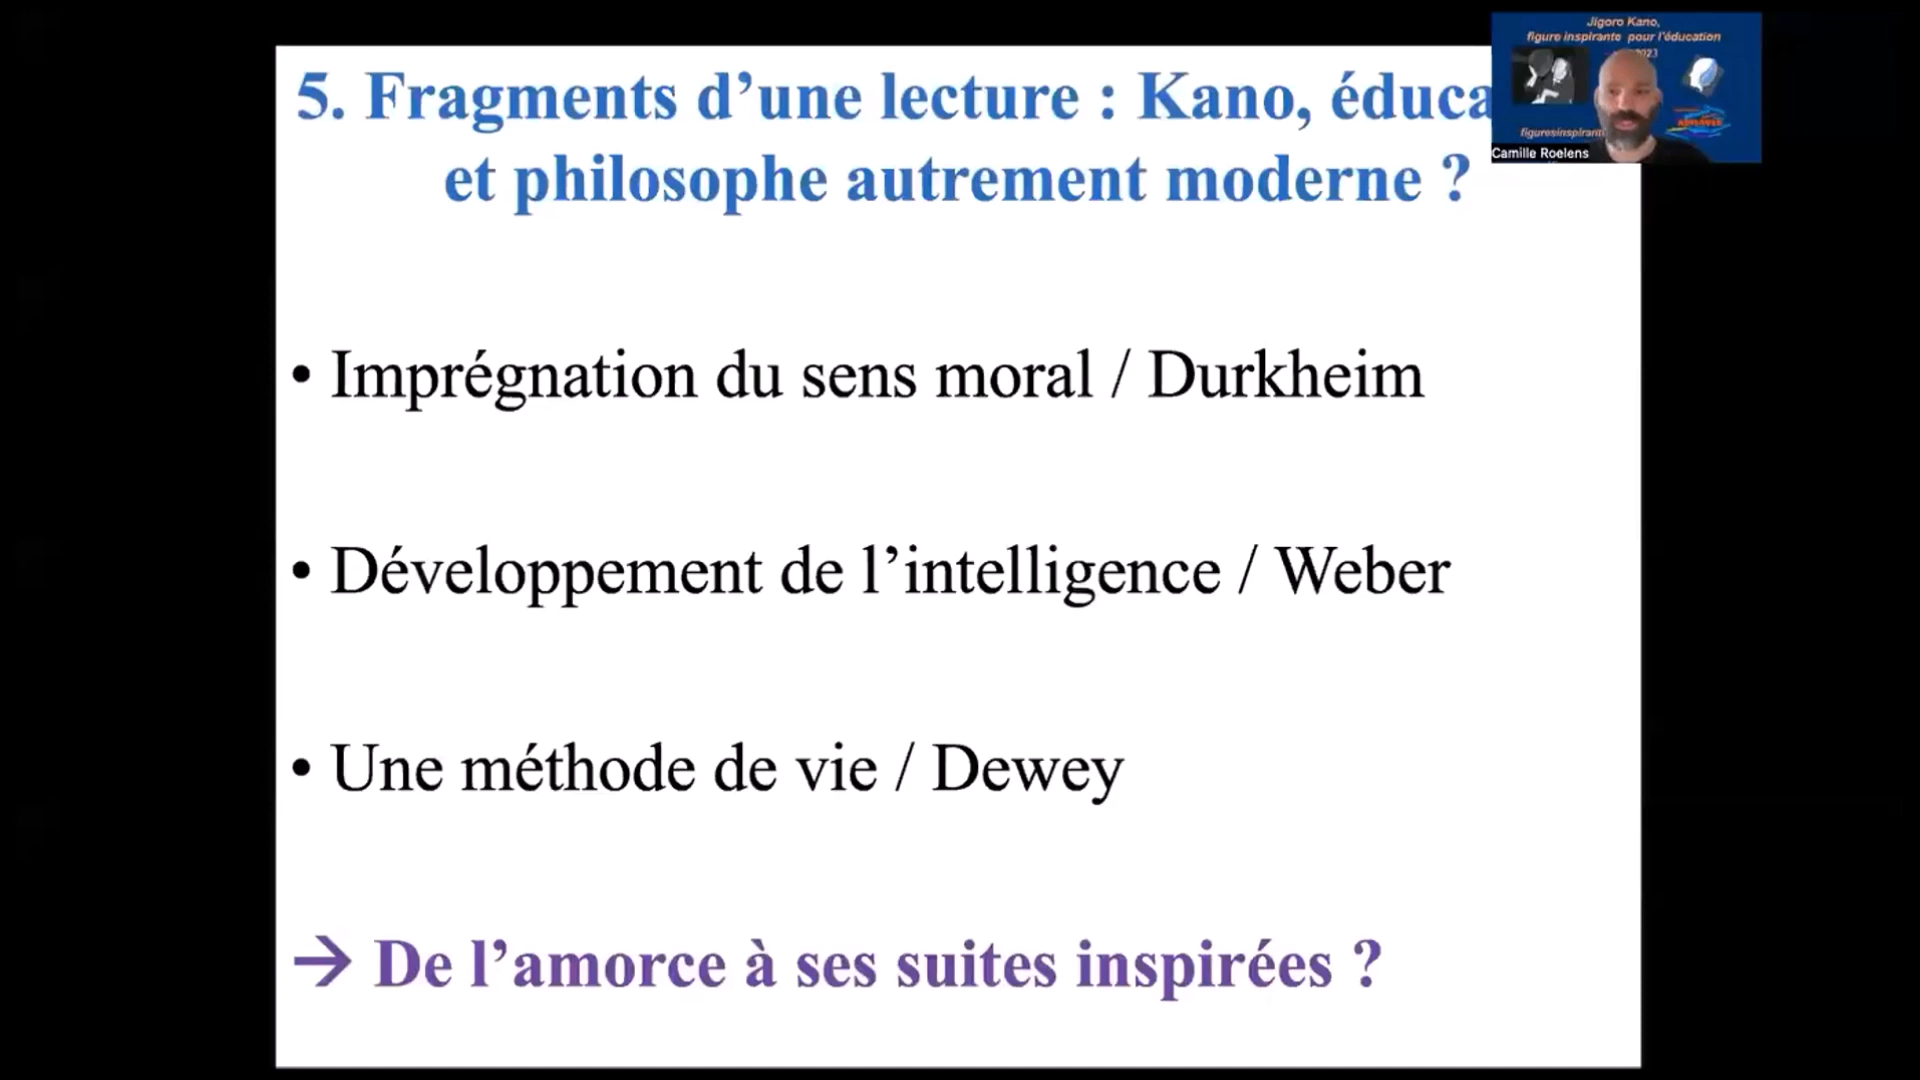 5. Fragments d’une lecture : Kano, éduca
et philosophe autrement moderne ?
• Imprégnation du sens moral / Durkheim
• Développement de l’intelligence / Weber
• Une méthode de vie / Dewey
→ De l’amorce à ses suites inspirées ?
Jigoro Kano,
figure inspirante pour l'éducation
figuresinspirant
Camille Roelens